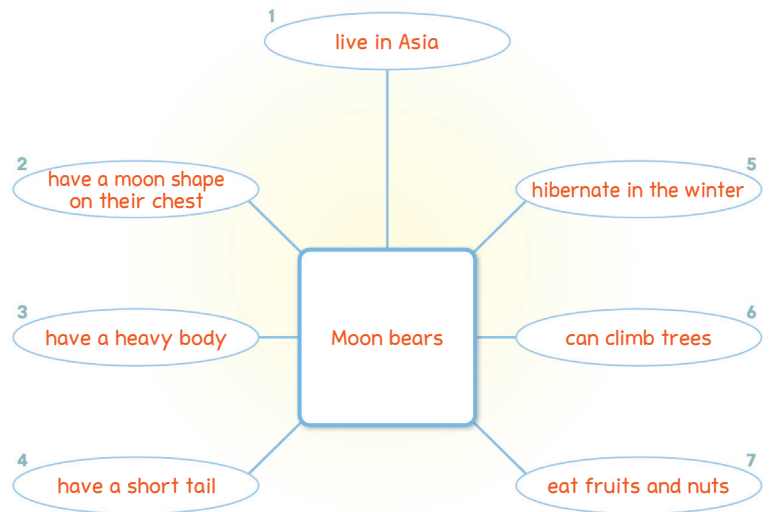 1
live in Asia
2
have a moon shape
on their chest
3
have a heavy body
4
have a short tail
Moon bears
5
hibernate in the winter
6
can climb trees
7
eat fruits and nuts